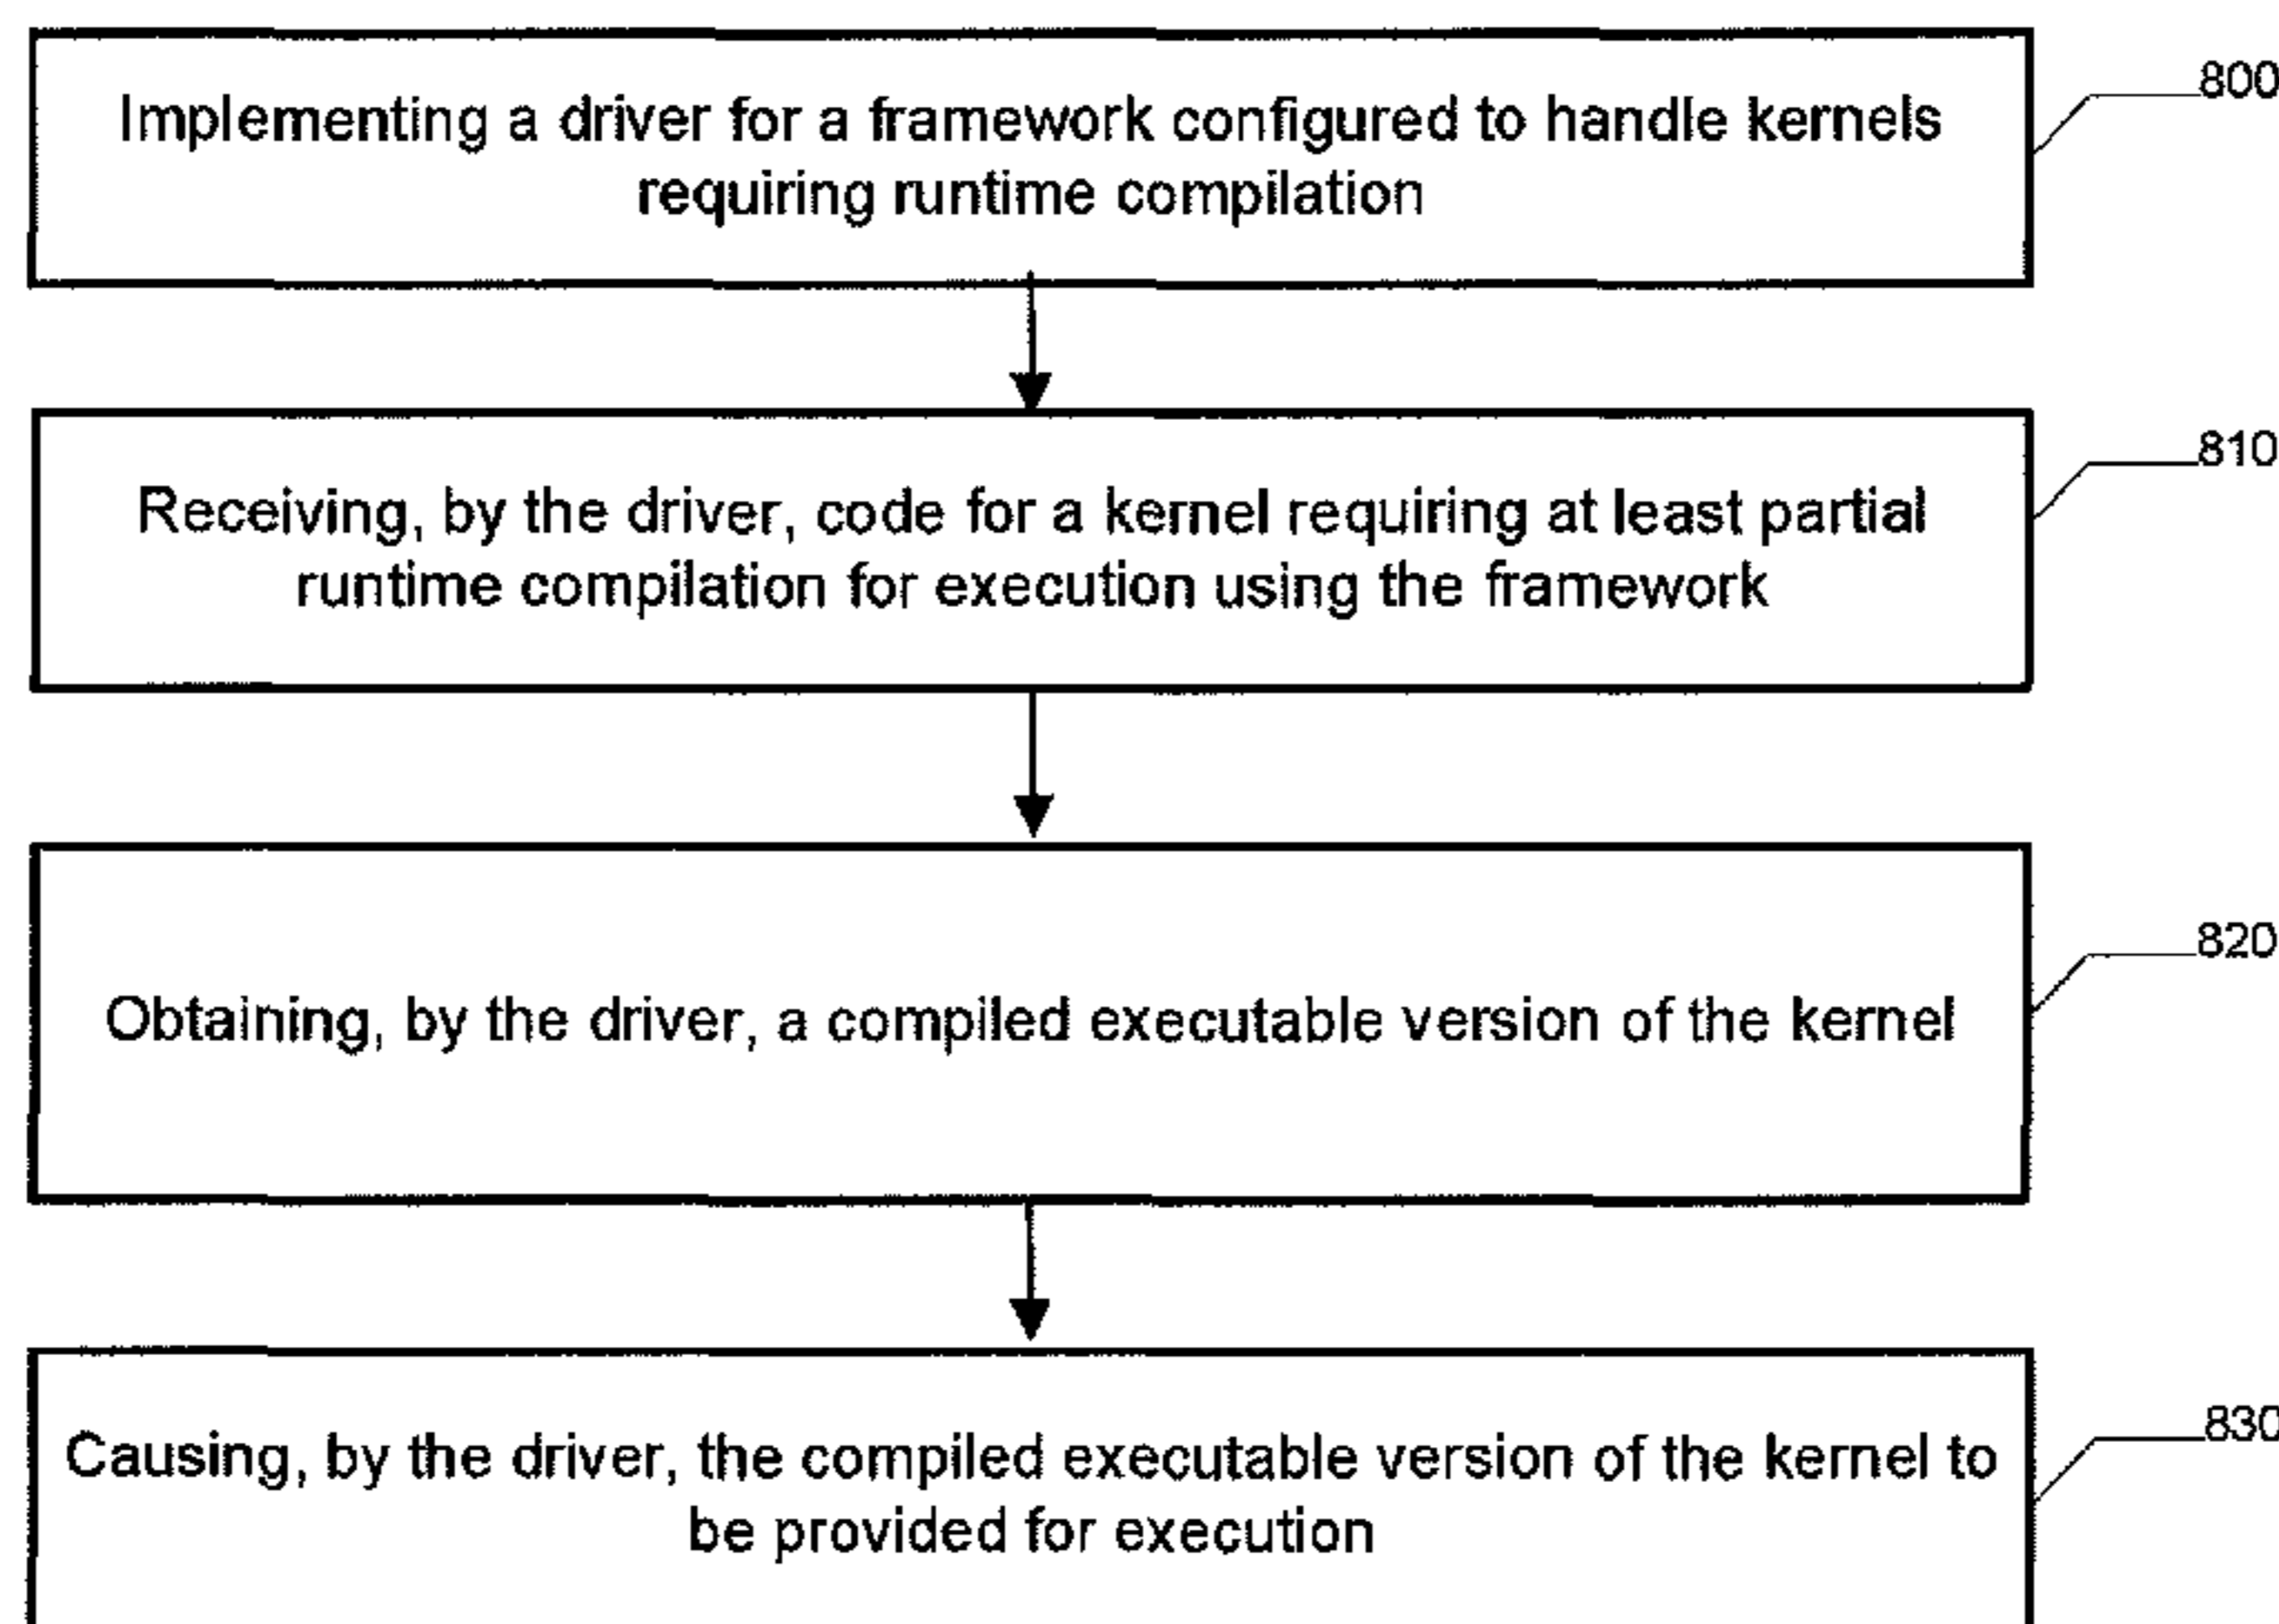 Implementing a driver for a framework configured to handle kernels
requiring runtime compilation
800
Receiving, by the driver, code for a kernel requiring at least partial
runtime compilation for execution using the framework
810
Obtaining, by the driver, a compiled executable version of the kernel
820
Causing, by the driver, the compiled executable version of the kernel to
be provided for execution
830